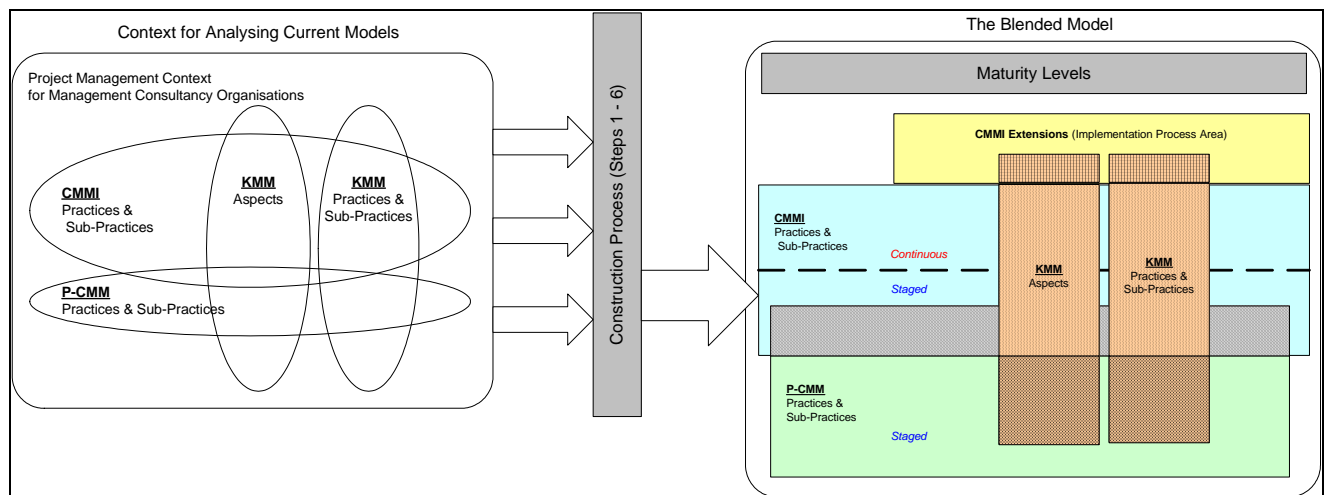 Context for Analysing Current Models
Project Management Context
for Management Consultancy Organisations
CMMI
Practices &
Sub-Practices
KMM
Aspects
KMM
Practices &
Sub-Practices
P-CMM
Practices & Sub-Practices
Construction Process (Steps 1 - 6)
The Blended Model
Maturity Levels
CMMI Extensions (Implementation Process Area)
CMMI
Practices &
Sub-Practices
Continuous
Staged
KMM
Aspects
KMM
Practices &
Sub-Practices
P-CMM
Practices &
Sub-Practices
Staged